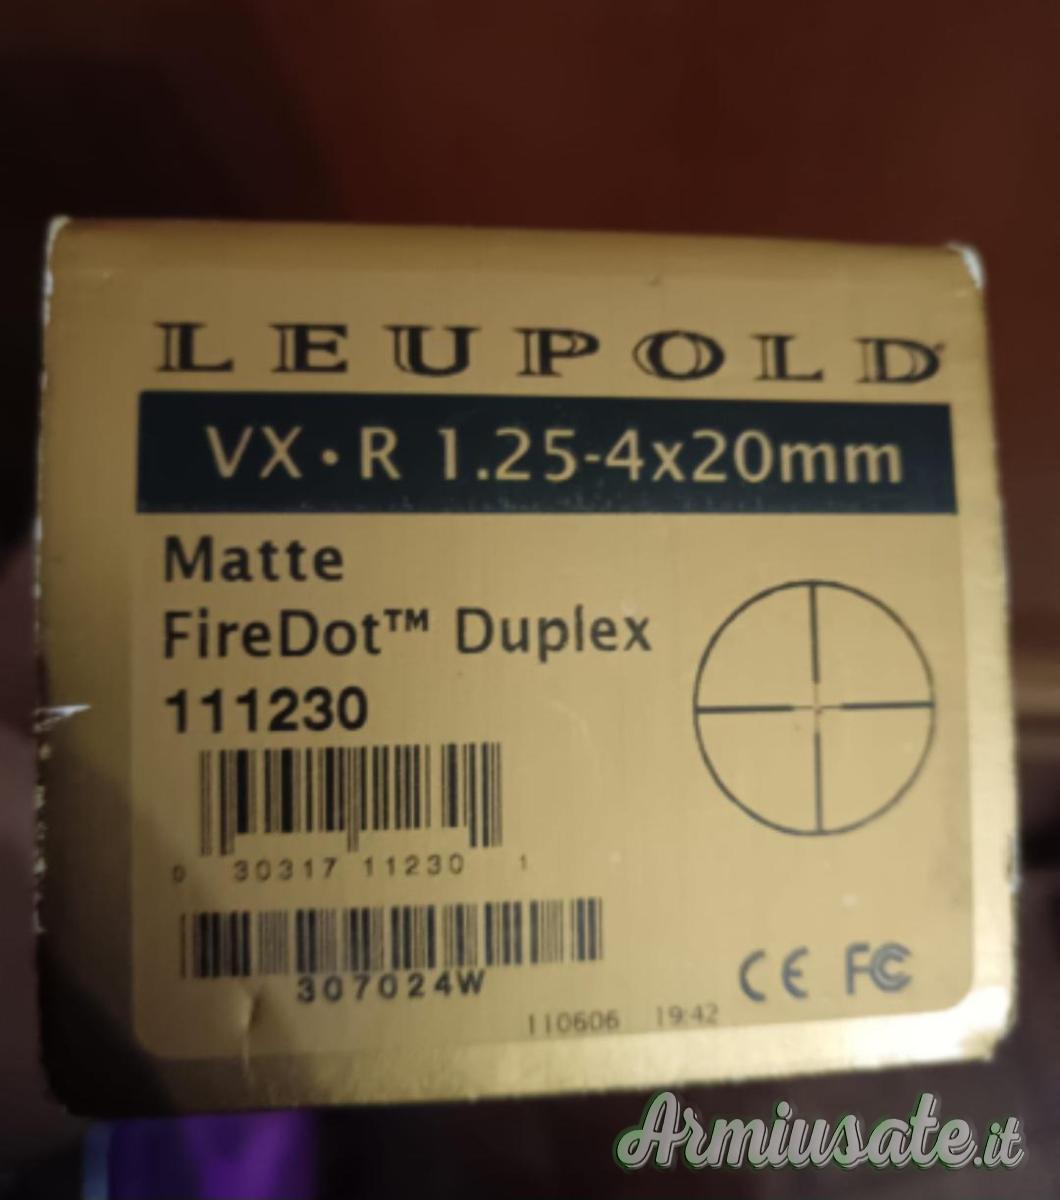 LEUPOLD
VX·R 1.25-4x20mm
Matte
FireDot™ Duplex
111230
0 30317 11230 1
307024W
110606 19:42
CE FC
Armiusate.it